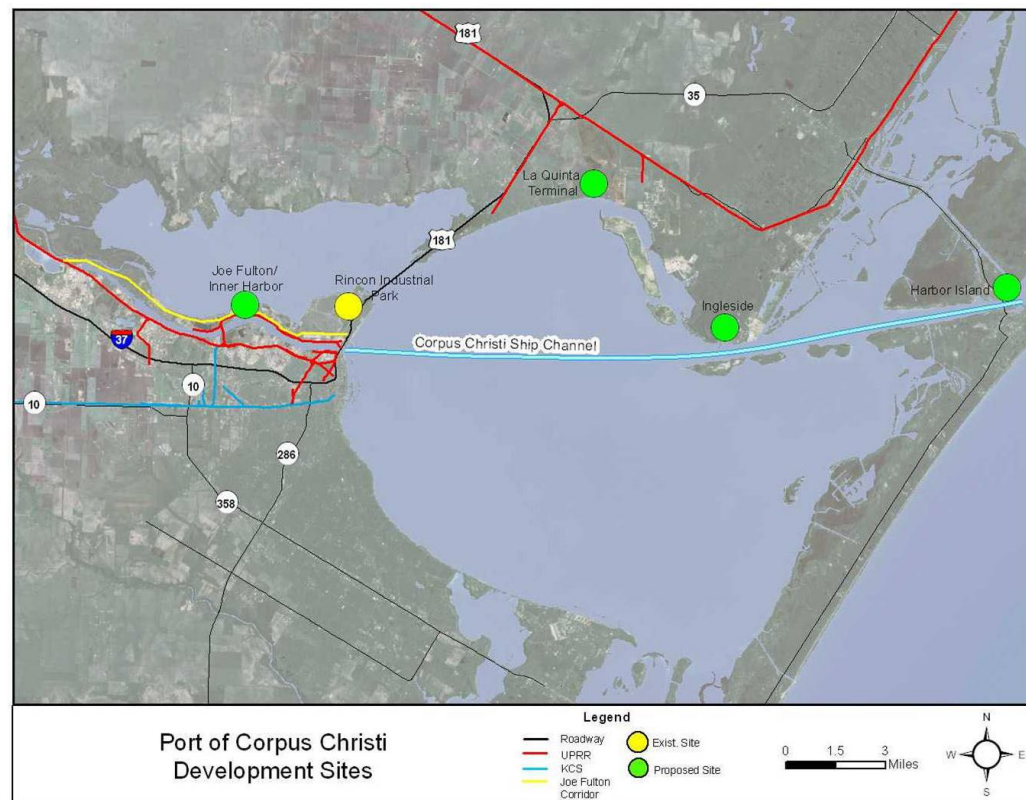 181
35
La Quinta
Terminal
181
Joe Fulton/
Inner Harbor
Rincon Industrial
Park
Harbor Island
Ingleside
37
Corpus Christi Ship Channel
10
10
286
358
Port of Corpus Christi
Development Sites
Legend
Roadway
UPRR
KCS
Joe Fulton
Corridor
Exist. Site
Proposed Site
0 1.5 3
Miles
N
W E
S